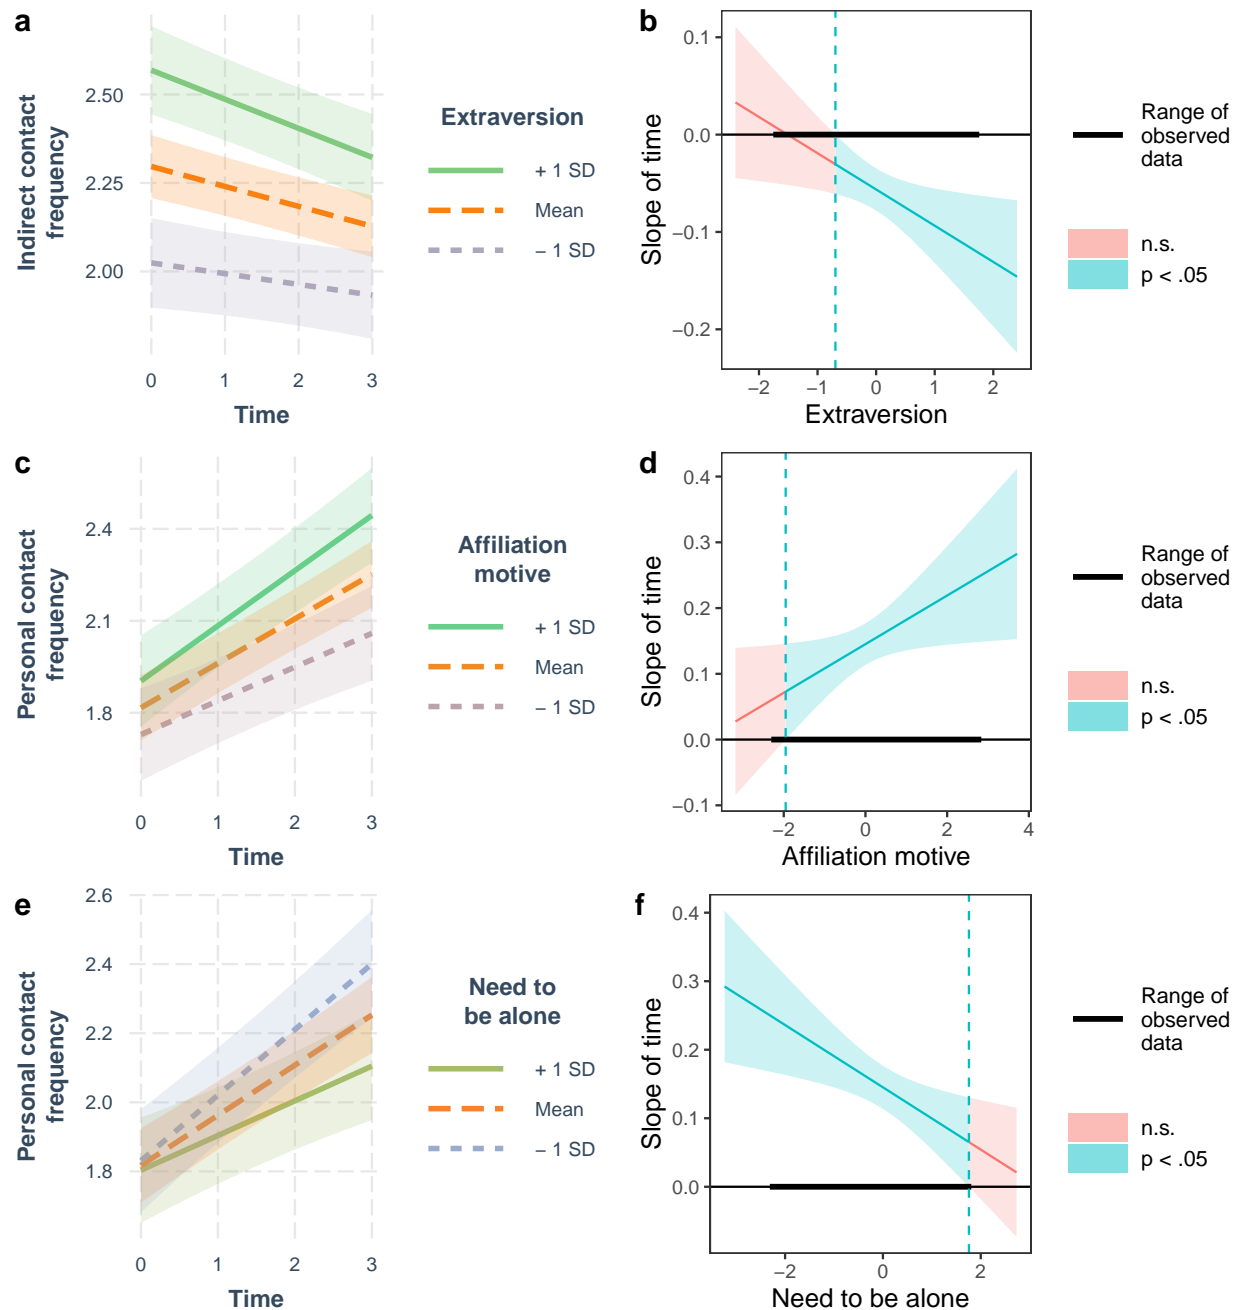 a
Indirect contact
frequency
2.50
2.25
2.00
0 1 2 3
Time
Extraversion
+ 1 SD
Mean
− 1 SD
b
Slope of time
0.1
0.0
−0.1
−0.2
−2 −1 0 1 2
Extraversion
Range of
observed
data
n.s.
p < .05
c
Personal contact
frequency
2.4
2.1
1.8
0 1 2 3
Time
Affiliation
motive
+ 1 SD
Mean
− 1 SD
d
Slope of time
0.4
0.3
0.2
0.1
0.0
−0.1
−2 0 2 4
Affiliation motive
Range of
observed
data
n.s.
p < .05
e
Personal contact
frequency
2.6
2.4
2.2
2.0
1.8
0 1 2 3
Time
Need to
be alone
+ 1 SD
Mean
− 1 SD
f
Slope of time
0.4
0.3
0.2
0.1
0.0
−2 0 2
Need to be alone
Range of
observed
data
n.s.
p < .05